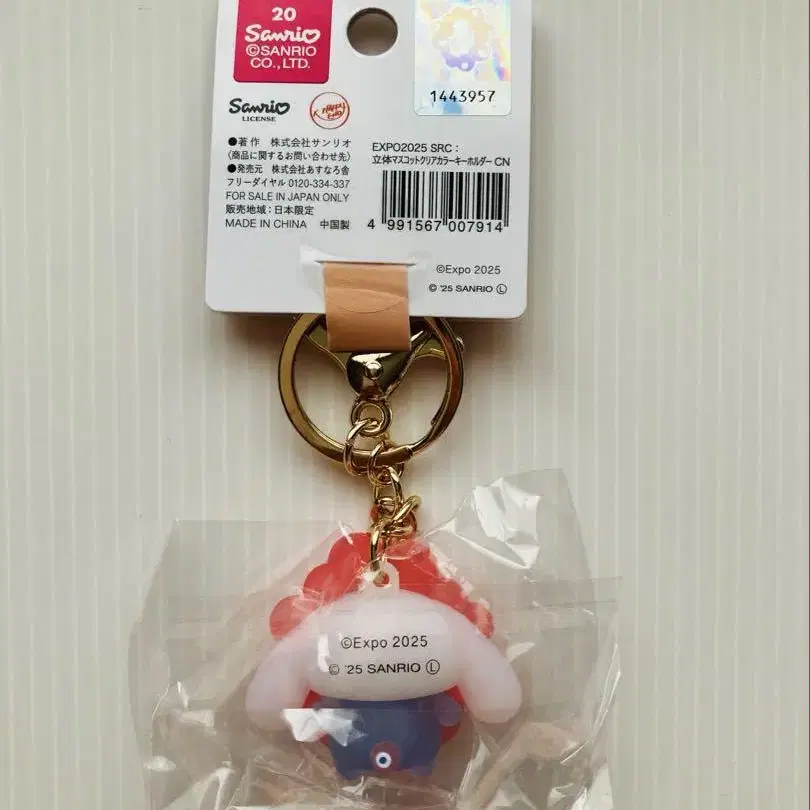 20
Sanrio
©SANRIO
CO., LTD.
1443957
Sanrio
LICENSE
●著作 株式会社サンリオ
(商品に関するお問い合わせ先)
●発売元 株式会社あすなろ舎
フリーダイヤル 0120-334-337
FOR SALE IN JAPAN ONLY
販売地域：日本限定
MADE IN CHINA 中国製
EXPO2025 SRC：
立体マスコットクリアカラーキーホルダー CN
4 991567 007914
©Expo 2025
© '25 SANRIO Ⓛ
©Expo 2025
© '25 SANRIO Ⓛ